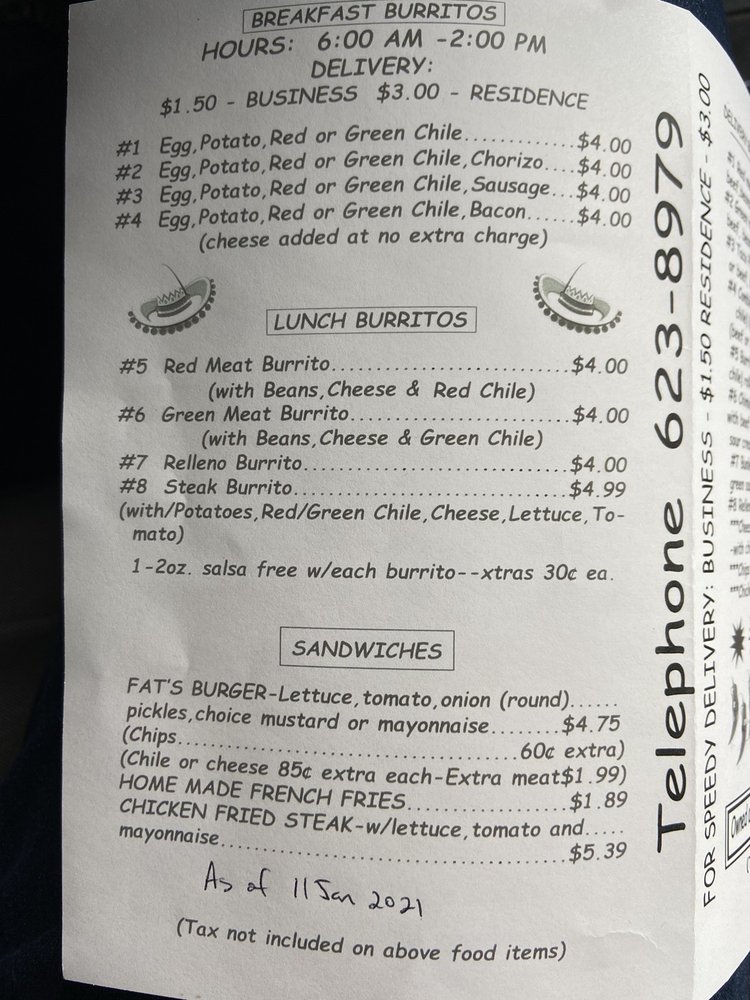 BREAKFAST BURRITOS
HOURS: 6:00 AM -2:00 PM
DELIVERY:
$1.50 - BUSINESS $3.00 - RESIDENCE
#1 Egg,Potato,Red or Green Chile............$4.00
#2 Egg,Potato,Red or Green Chile,Chorizo....$4.00
#3 Egg,Potato,Red or Green Chile,Sausage...$4.00
#4 Egg,Potato,Red or Green Chile,Bacon......$4.00
(cheese added at no extra charge)
LUNCH BURRITOS
#5 Red Meat Burrito.............................$4.00
(with Beans,Cheese & Red Chile)
#6 Green Meat Burrito...........................$4.00
(with Beans,Cheese & Green Chile)
#7 Relleno Burrito................................$4.00
#8 Steak Burrito.................................$4.99
(with/Potatoes,Red/Green Chile,Cheese,Lettuce,To-
mato)
1-2oz. salsa free w/each burrito--xtras 30¢ ea.
SANDWICHES
FAT'S BURGER-Lettuce,tomato,onion (round)......
pickles,choice mustard or mayonnaise........$4.75
(Chips........................................60¢ extra)
(Chile or cheese 85¢ extra each-Extra meat$1.99)
HOME MADE FRENCH FRIES...................$1.89
CHICKEN FRIED STEAK-w/lettuce,tomato and.....
mayonnaise.........................................$5.39
As of 11 Jan 2021
(Tax not included on above food items)
Telephone 623-8979
FOR SPEEDY DELIVERY: BUSINESS - $1.50 RESIDENCE - $3.00